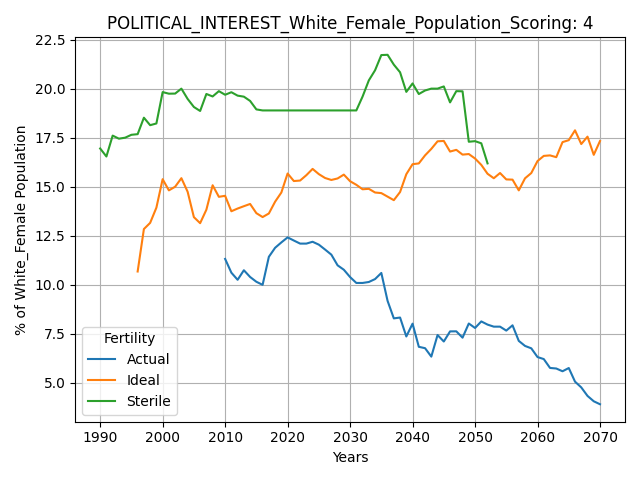 POLITICAL_INTEREST_White_Female_Population_Scoring: 4
% of White_Female Population
22.5
20.0
17.5
15.0
12.5
10.0
7.5
5.0
Fertility
Actual
Ideal
Sterile
1990 2000 2010 2020 2030 2040 2050 2060 2070
Years